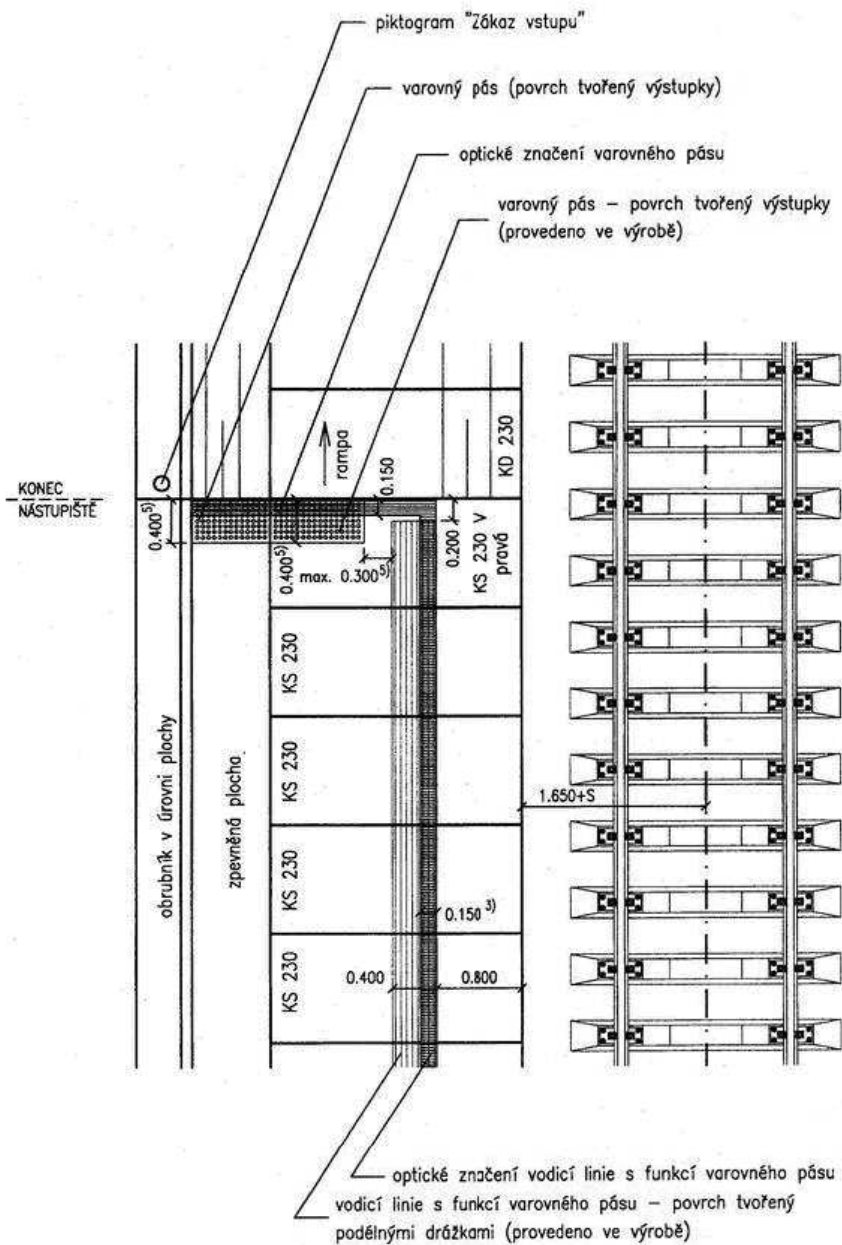 piktogram "Zákaz vstupu"
varovný pás (povrch tvořený výstupky)
optické značení varovného pásu
varovný pás – povrch tvořený výstupky
(provedeno ve výrobě)
KONEC
NÁSTUPIŠTĚ
rampa
KD 230
0.150
0.400⁵⁾
0.400⁵⁾
max. 0.300⁵⁾
0.200
KS 230 V
pravá
KS 230
KS 230
KS 230
KS 230
obrubník v úrovni plochy
zpevněná plocha
1.650+S
0.150 ³⁾
0.400
0.800
optické značení vodicí linie s funkcí varovného pásu
vodicí linie s funkcí varovného pásu – povrch tvořený
podélnými drážkami (provedeno ve výrobě)